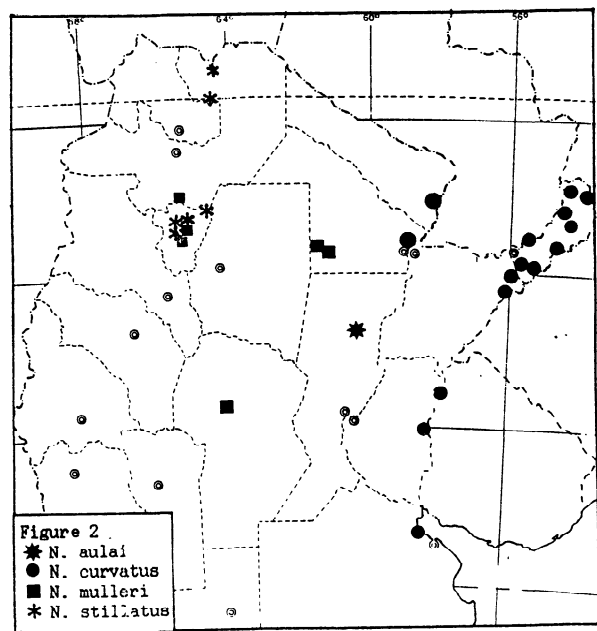 68° 64° 60° 56°
Figure 2
N. aulai
N. curvatus
N. mulleri
N. stillatus